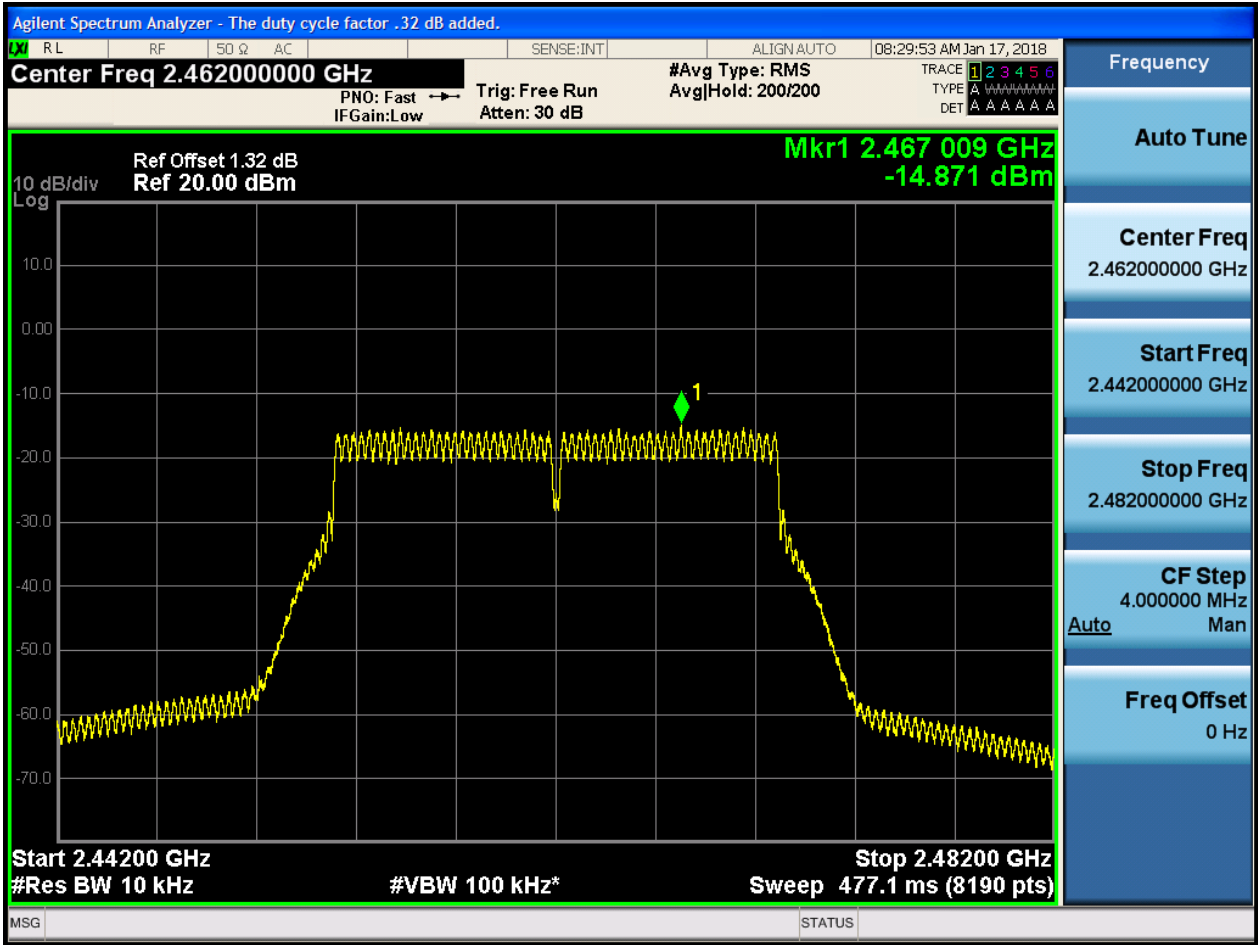 Agilent Spectrum Analyzer - The duty cycle factor .32 dB added.
LXI RL RF 50 Ω AC SENSE:INT ALIGN AUTO 08:29:53 AM Jan 17, 2018
Center Freq 2.462000000 GHz
PNO: Fast
IFGain:Low
Trig: Free Run
Atten: 30 dB
#Avg Type: RMS
Avg|Hold: 200/200
TRACE 1 2 3 4 5 6
TYPE A WWWWW
DET A A A A A A
Mkr1 2.467 009 GHz
-14.871 dBm
Ref Offset 1.32 dB
10 dB/div Ref 20.00 dBm
Log
10.0
0.00
-10.0
-20.0
-30.0
-40.0
-50.0
-60.0
-70.0
1
Start 2.44200 GHz Stop 2.48200 GHz
#Res BW 10 kHz #VBW 100 kHz* Sweep 477.1 ms (8190 pts)
MSG STATUS
Frequency
Auto Tune
Center Freq
2.462000000 GHz
Start Freq
2.442000000 GHz
Stop Freq
2.482000000 GHz
CF Step
4.000000 MHz
Auto Man
Freq Offset
0 Hz